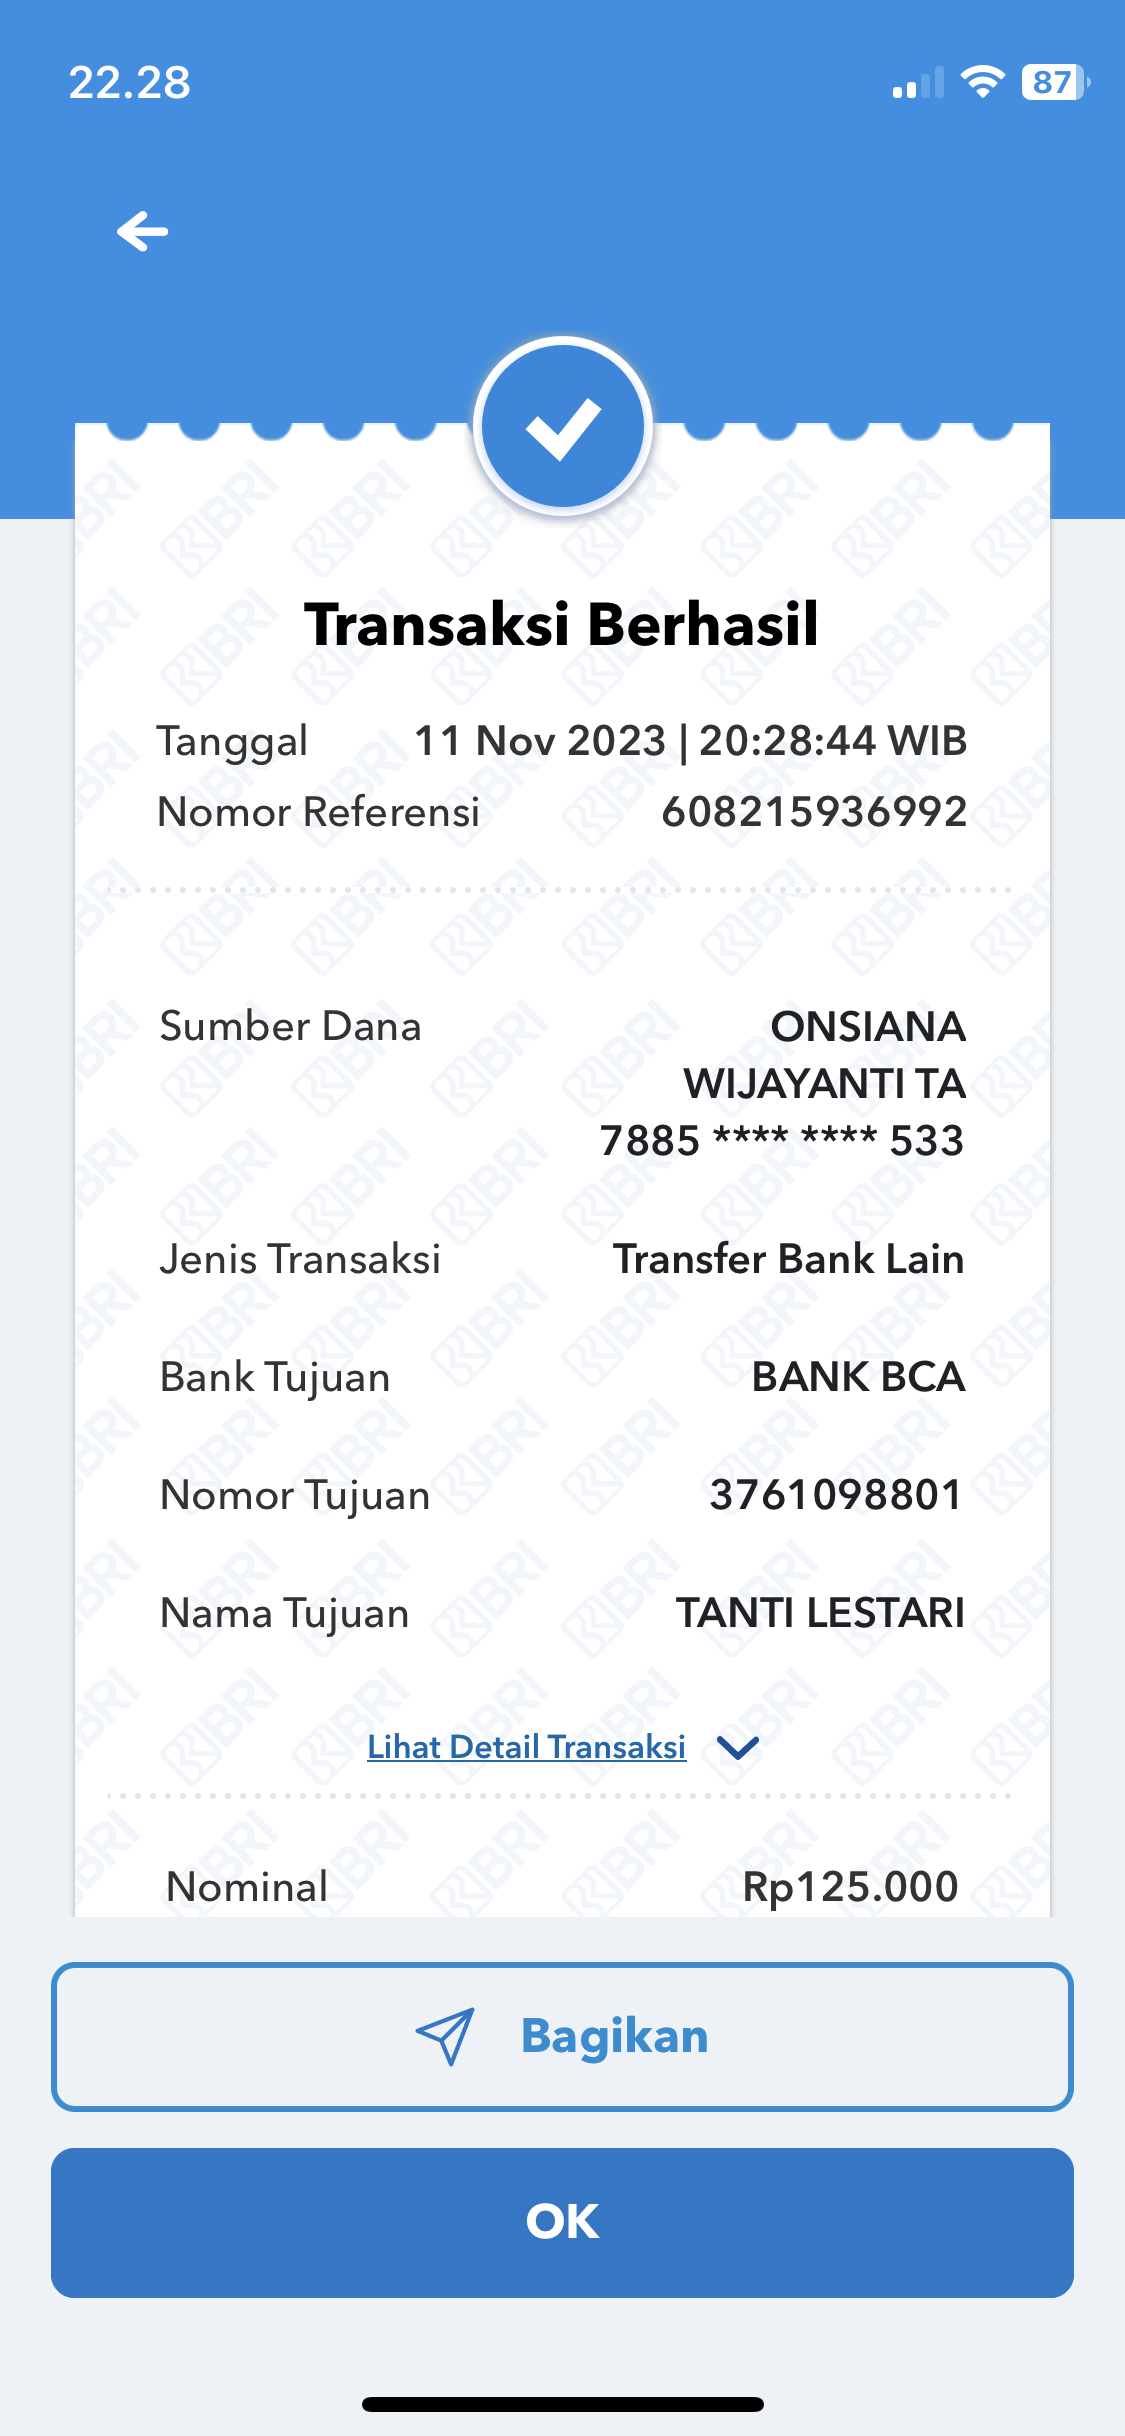 22.28
87
Transaksi Berhasil
Tanggal 11 Nov 2023 | 20:28:44 WIB
Nomor Referensi 608215936992
Sumber Dana ONSIANA
WIJAYANTI TA
7885 **** **** 533
Jenis Transaksi Transfer Bank Lain
Bank Tujuan BANK BCA
Nomor Tujuan 3761098801
Nama Tujuan TANTI LESTARI
Lihat Detail Transaksi
Nominal Rp125.000
Bagikan
OK